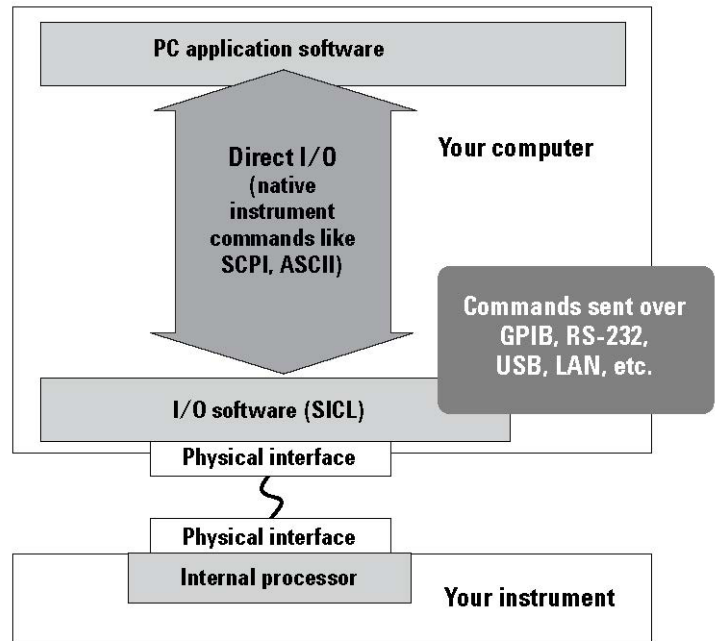 PC application software
Direct I/O
(native
instrument
commands like
SCPI, ASCII)
Your computer
Commands sent over
GPIB, RS-232,
USB, LAN, etc.
I/O software (SICL)
Physical interface
Physical interface
Internal processor
Your instrument